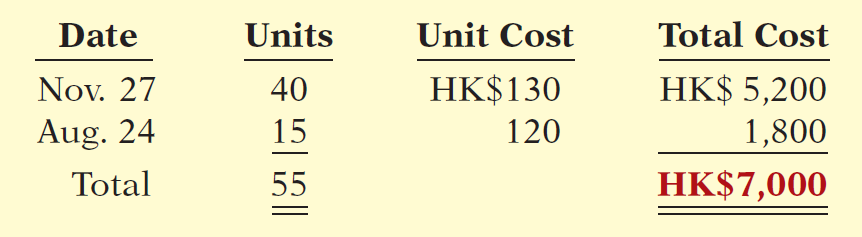 Date Units Unit Cost Total Cost
Nov. 27 40 HK$130 HK$ 5,200
Aug. 24 15 120 1,800
Total 55 HK$7,000